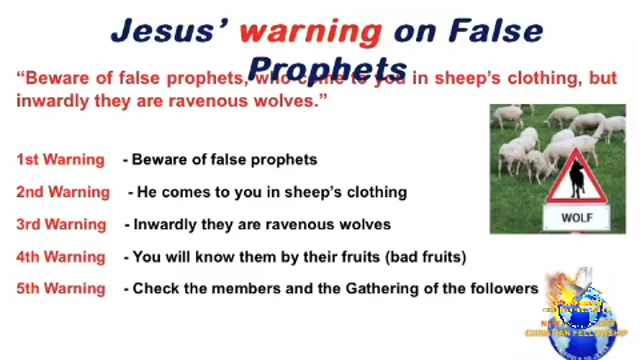 Jesus’ warning on False
Prophets
“Beware of false prophets, who come to you in sheep’s clothing, but
inwardly they are ravenous wolves.”
1st Warning - Beware of false prophets
2nd Warning - He comes to you in sheep’s clothing
3rd Warning - Inwardly they are ravenous wolves
WOLF
4th Warning - You will know them by their fruits (bad fruits)
5th Warning - Check the members and the Gathering of the followers
CHRISTIAN FELLOWSHIP